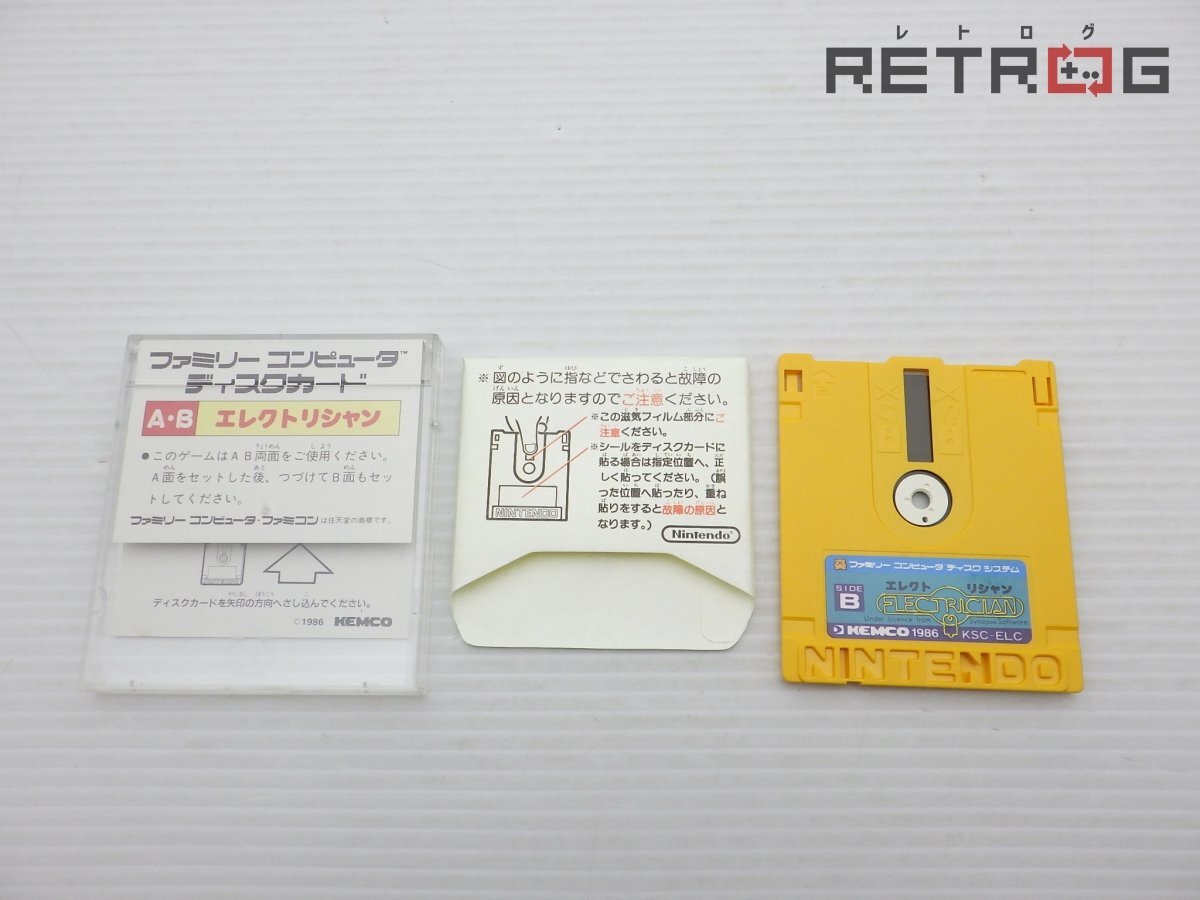 レトログ
RETROG
ファミリー コンピュータ™
ディスクカード
A・B エレクトリシャン
●このゲームはAB両面をご使用ください。
A面をセットした後、つづけてB面もセッ
トしてください。
ファミリー コンピュータ・ファミコンは任天堂の商標です。
ディスクカードを矢印の方向へさし込んでください。
©1986 KEMCO
※図のように指などでさわると故障の
原因となりますのでご注意ください。
※この磁気フィルム部分にご
注意ください。
※シールをディスクカードに
貼る場合は指定位置へ、正
しく貼ってください。(誤
った位置へ貼ったり、重ね
貼りをすると故障の原因と
なります。)
NINTENDO
Nintendo
ファミリー コンピュータ ディスク システム
SIDE B
エレクトリシャン
ELECTRICIAN
Under Licence from Synapse Software
KEMCO 1986 KSC-ELC
NINTENDO